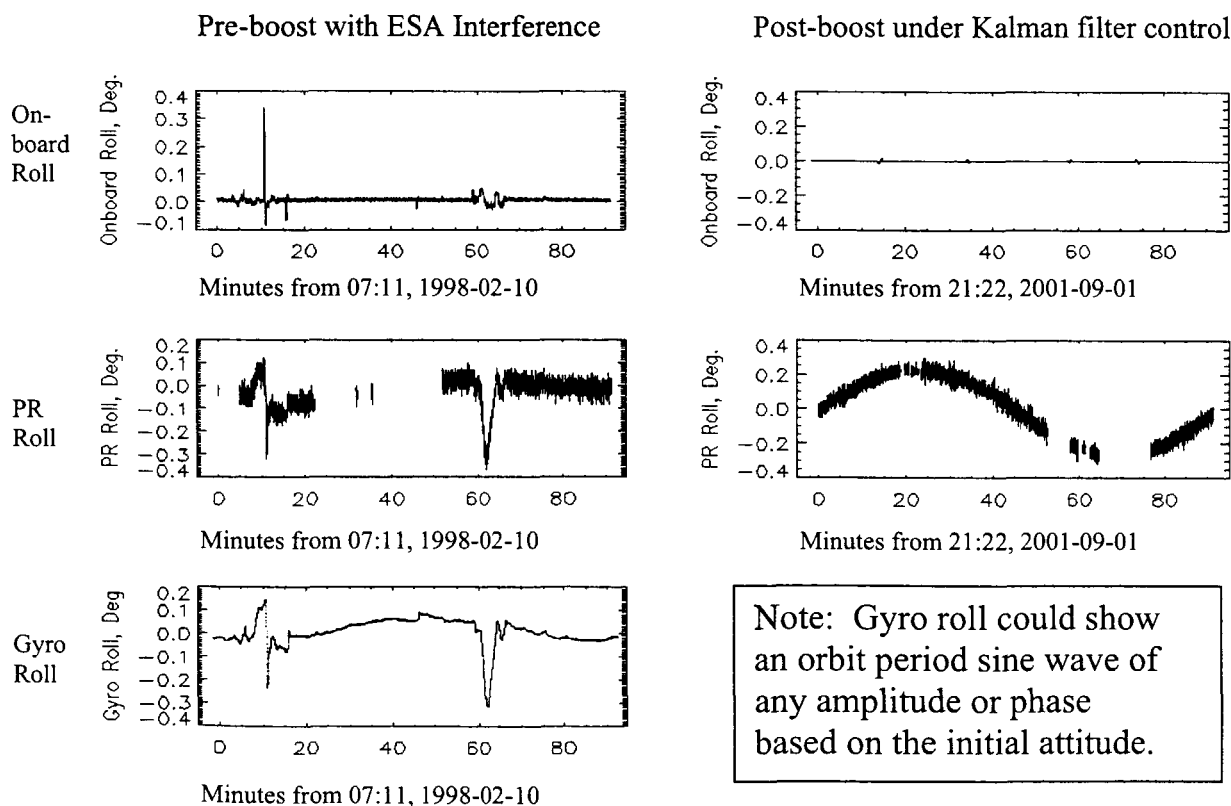 Pre-boost with ESA Interference
Post-boost under Kalman filter control
On-
board
Roll
Onboard Roll, Deg.
0.4
0.3
0.2
0.1
0.0
−0.1
0 20 40 60 80
Minutes from 07:11, 1998-02-10
Onboard Roll, Deg.
0.4
0.2
0.0
−0.2
−0.4
0 20 40 60 80
Minutes from 21:22, 2001-09-01
PR
Roll
PR Roll, Deg.
0.2
0.1
0.0
−0.1
−0.2
−0.3
−0.4
0 20 40 60 80
Minutes from 07:11, 1998-02-10
PR Roll, Deg.
0.4
0.2
0.0
−0.2
−0.4
0 20 40 60 80
Minutes from 21:22, 2001-09-01
Gyro
Roll
Gyro Roll, Deg
0.2
0.1
0.0
−0.1
−0.2
−0.3
−0.4
0 20 40 60 80
Minutes from 07:11, 1998-02-10
Note: Gyro roll could show
an orbit period sine wave of
any amplitude or phase
based on the initial attitude.